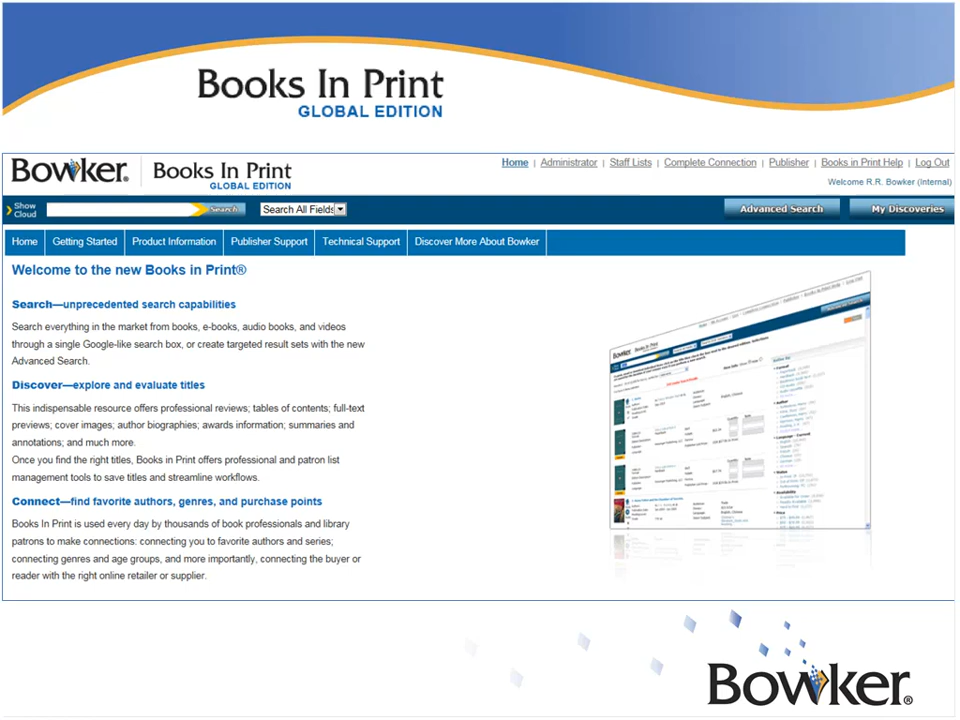 Books In Print
GLOBAL EDITION
Bowker® Books In Print
GLOBAL EDITION
Home | Administrator | Staff Lists | Complete Connection | Publisher | Books in Print Help | Log Out
Welcome R.R. Bowker (Internal)
Show
Cloud
Search
Search All Fields
Advanced Search
My Discoveries
Home
Getting Started
Product Information
Publisher Support
Technical Support
Discover More About Bowker
Welcome to the new Books in Print®
Search—unprecedented search capabilities
Search everything in the market from books, e-books, audio books, and videos
through a single Google-like search box, or create targeted result sets with the new
Advanced Search.
Discover—explore and evaluate titles
This indispensable resource offers professional reviews; tables of contents; full-text
previews; cover images; author biographies; awards information; summaries and
annotations; and much more.
Once you find the right titles, Books in Print offers professional and patron list
management tools to save titles and streamline workflows.
Connect—find favorite authors, genres, and purchase points
Books In Print is used every day by thousands of book professionals and library
patrons to make connections: connecting you to favorite authors and series;
connecting genres and age groups, and more importantly, connecting the buyer or
reader with the right online retailer or supplier.
Bowker
Books In Print
Bowker®